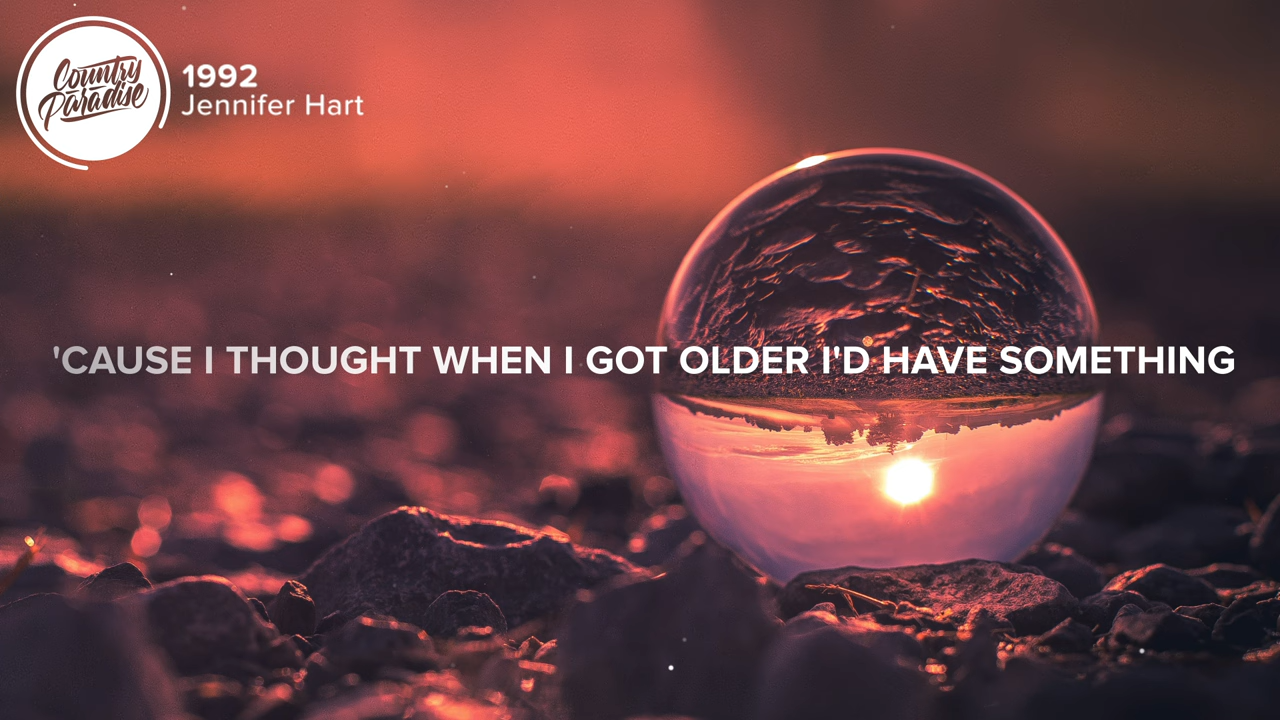 Country
Paradise
1992
Jennifer Hart
'CAUSE I THOUGHT WHEN I GOT OLDER I'D HAVE SOMETHING